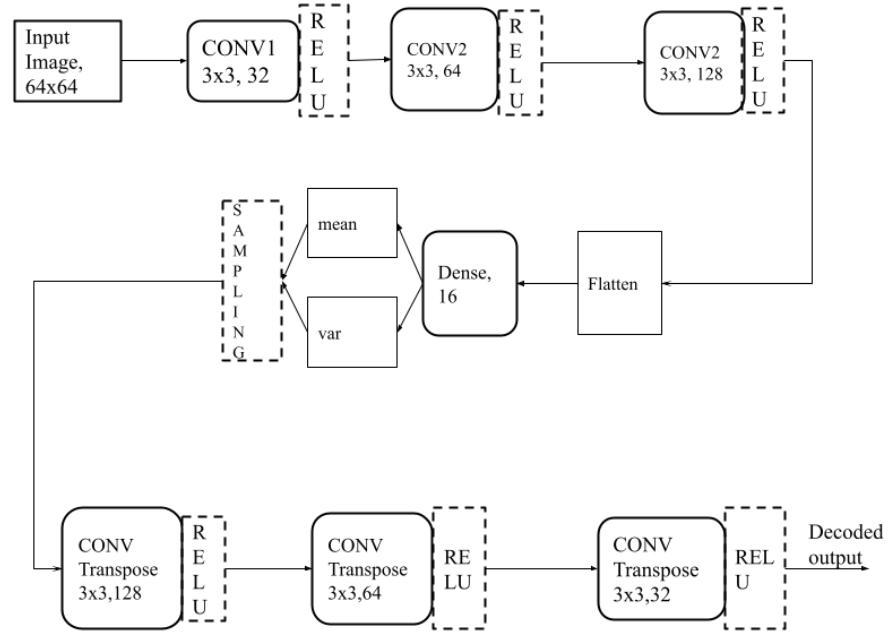 Input
Image,
64x64
CONV1
3x3, 32
R
E
L
U
CONV2
3x3, 64
R
E
L
U
CONV2
3x3, 128
R
E
L
U
S
A
M
P
L
I
N
G
mean
var
Dense,
16
Flatten
CONV
Transpose
3x3,128
R
E
L
U
CONV
Transpose
3x3,64
RE
LU
CONV
Transpose
3x3,32
REL
U
Decoded
output